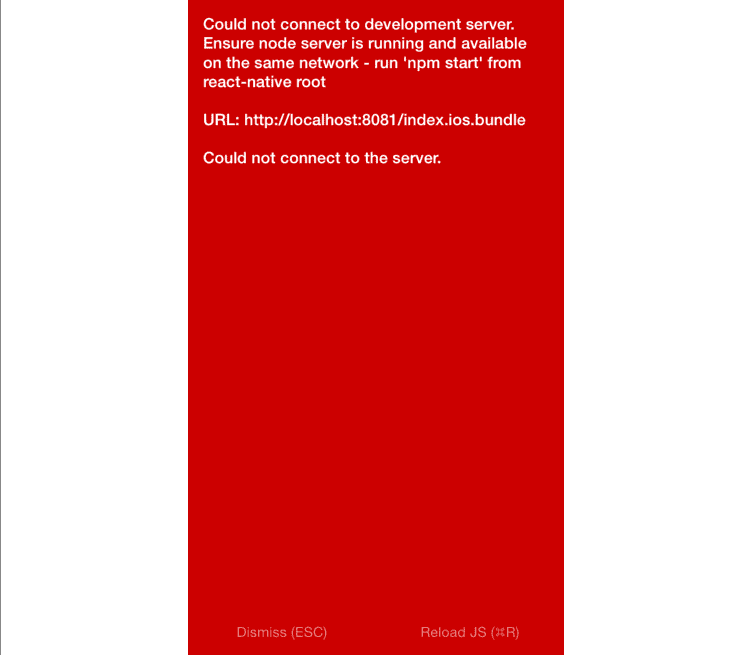 Could not connect to development server.
Ensure node server is running and available
on the same network - run 'npm start' from
react-native root
URL: http://localhost:8081/index.ios.bundle
Could not connect to the server.
Dismiss (ESC)
Reload JS (⌘R)